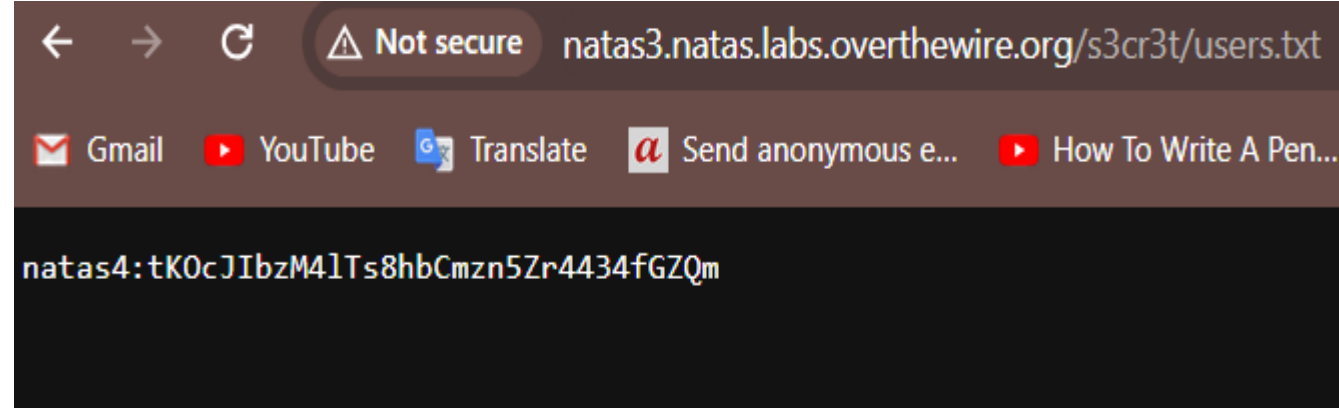 Not secure natas3.natas.labs.overthewire.org/s3cr3t/users.txt
Gmail YouTube Translate Send anonymous e... How To Write A Pen...
natas4:tKOcJIbzM4lTs8hbCmzn5Zr4434fGZQm